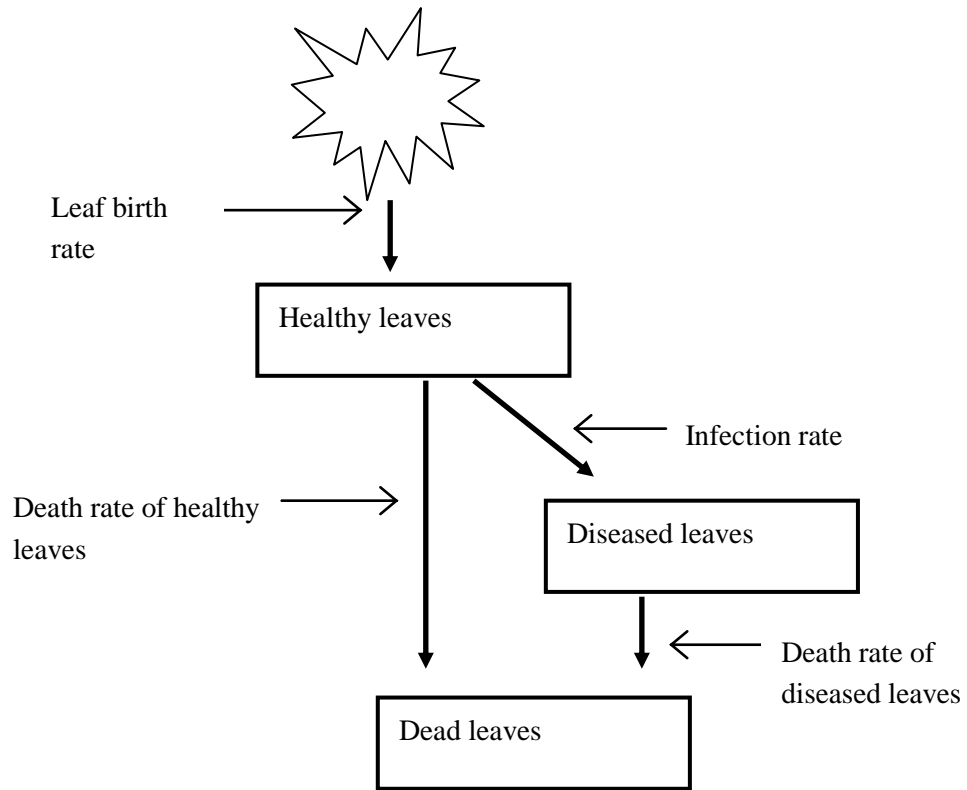 Leaf birth
rate
Healthy leaves
Infection rate
Death rate of healthy
leaves
Diseased leaves
Death rate of
diseased leaves
Dead leaves